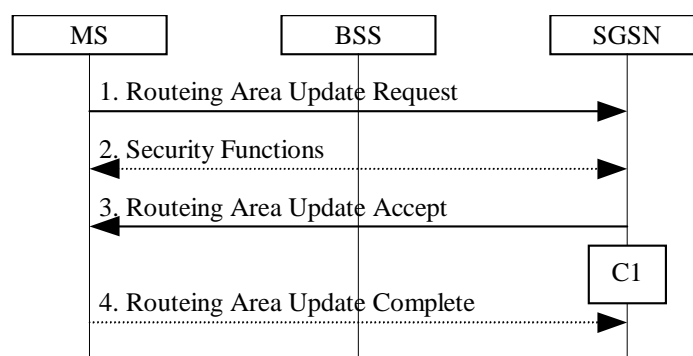 MS BSS SGSN
1. Routeing Area Update Request
2. Security Functions
3. Routeing Area Update Accept
C1
4. Routeing Area Update Complete